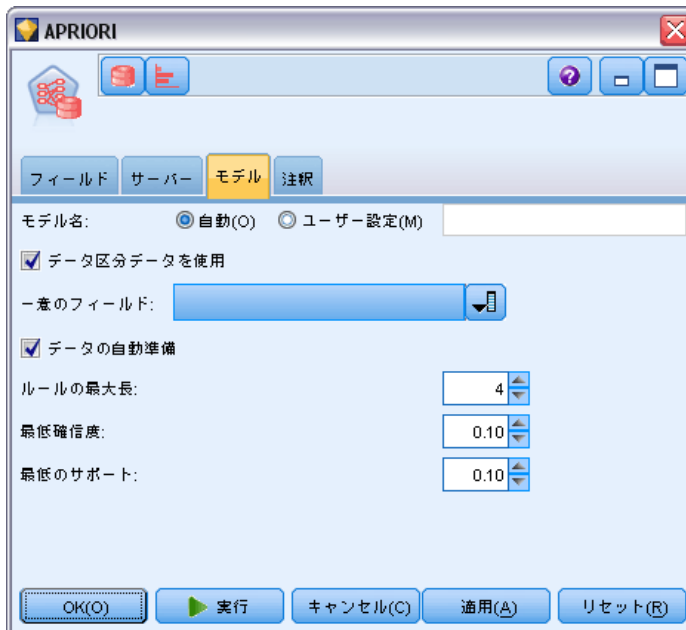 APRIORI
フィールド サーバー モデル 注釈
モデル名: 自動(O) ユーザー設定(M)
データ区分データを使用
一意のフィールド:
データの自動準備
ルールの最大長: 4
最低確信度: 0.10
最低のサポート: 0.10
OK(O) 実行 キャンセル(C) 適用(A) リセット(R)